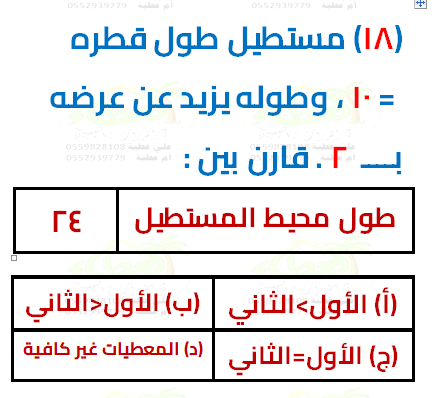 (١٨) مستطيل طول قطره
= ١٠ ، وطوله يزيد عن عرضه
بـــ ٢ . قارن بين :
طول محيط المستطيل ٢٤
(أ) الأول>الثاني (ب) الأول<الثاني
(ج) الأول=الثاني (د) المعطيات غير كافية